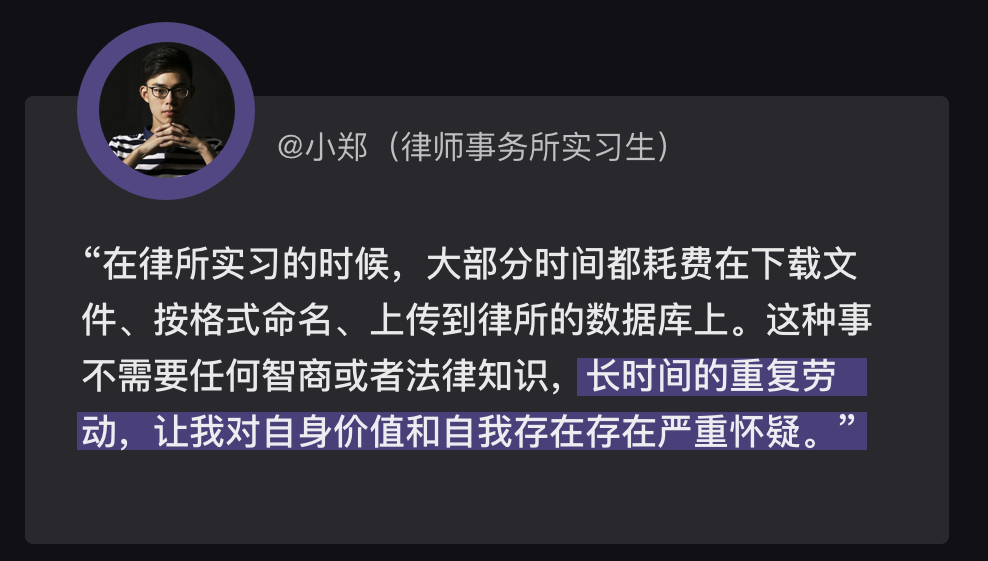 @小郑（律师事务所实习生）
“在律所实习的时候，大部分时间都耗费在下载文
件、按格式命名、上传到律所的数据库上。这种事
不需要任何智商或者法律知识，长时间的重复劳
动，让我对自身价值和自我存在存在严重怀疑。”